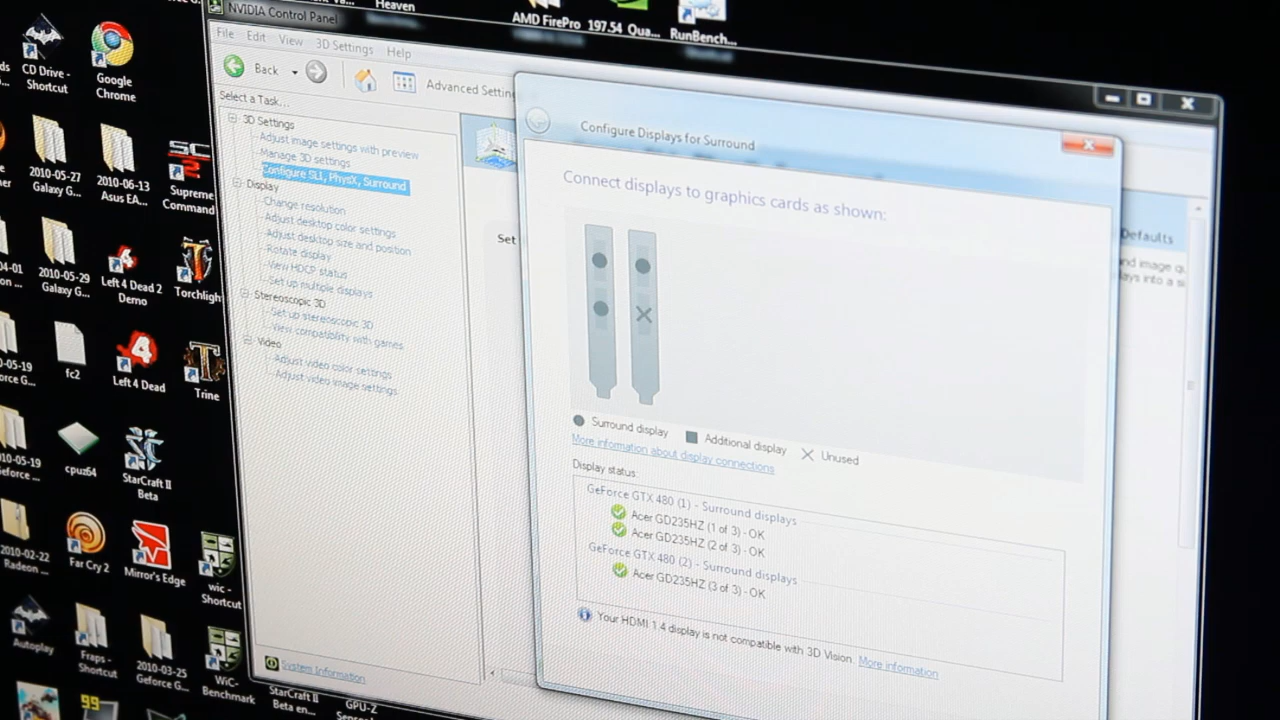 Heaven
AMD FirePro
197.54 Qua...
RunBench...
NVIDIA Control Panel
File Edit View 3D Settings Help
Back
Advanced Settin
Select a Task...
3D Settings
Adjust image settings with preview
Manage 3D settings
Configure SLI, PhysX, Surround
Display
Change resolution
Adjust desktop color settings
Adjust desktop size and position
Rotate display
View HDCP status
Set up multiple displays
Stereoscopic 3D
Set up stereoscopic 3D
View compatibility with games
Video
Adjust video color settings
Adjust video image settings
System Information
Set
Defaults
Configure Displays for Surround
Connect displays to graphics cards as shown:
Surround display
Additional display
Unused
More information about display connections
Display status:
GeForce GTX 480 (1) - Surround displays
Acer GD235HZ (1 of 3) - OK
Acer GD235HZ (2 of 3) - OK
GeForce GTX 480 (2) - Surround displays
Acer GD235HZ (3 of 3) - OK
Your HDMI 1.4 display is not compatible with 3D Vision. More information
CD Drive -
Shortcut
Google
Chrome
2010-05-27
Galaxy G...
2010-06-13
Asus EA...
Supreme
Command
2010-05-29
Galaxy G...
Left 4 Dead 2
Demo
Torchlight
fc2
Left 4 Dead
Trine
cpuz64
StarCraft II
Beta
2010-02-22
Radeon ...
Far Cry 2
Mirror's Edge
wic -
Shortcut
Autoplay
Fraps -
Shortcut
2010-03-25
GeForce G...
WiC-
Benchmark
StarCraft II
Beta en...
GPU-Z